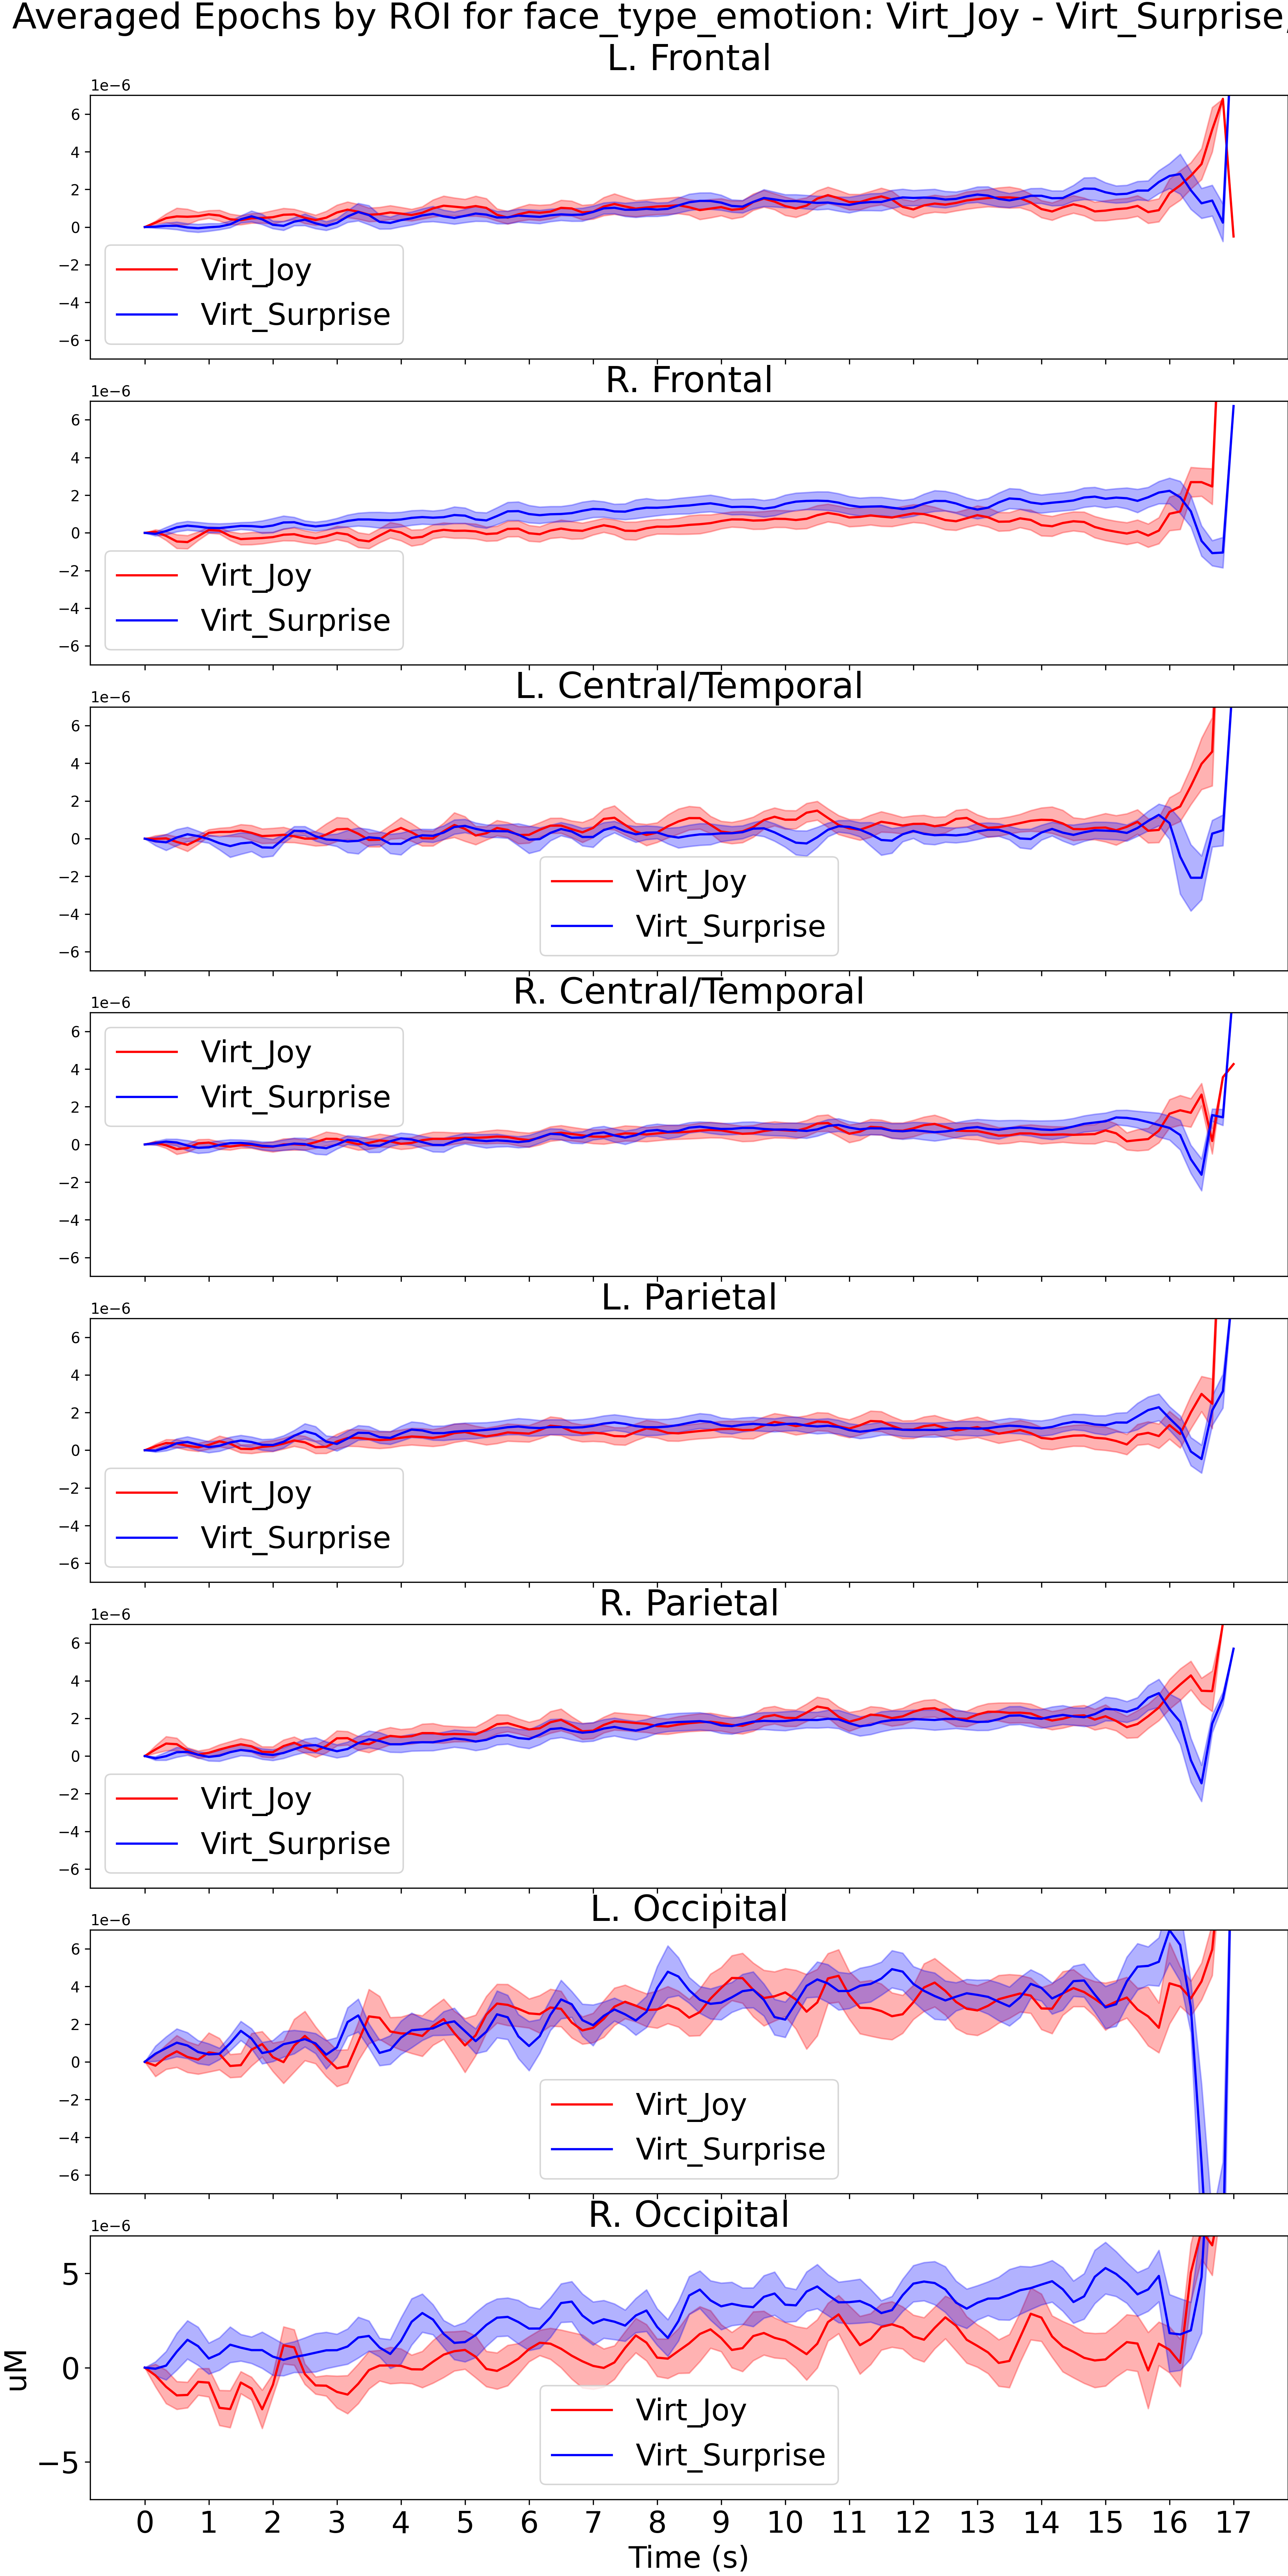 Averaged Epochs by ROI for face_type_emotion: Virt_Joy - Virt_Surprise,
L. Frontal
1e−6
6
4
2
0
−2
−4
−6
Virt_Joy
Virt_Surprise
R. Frontal
1e−6
6
4
2
0
−2
−4
−6
Virt_Joy
Virt_Surprise
L. Central/Temporal
1e−6
6
4
2
0
−2
−4
−6
Virt_Joy
Virt_Surprise
R. Central/Temporal
1e−6
6
4
2
0
−2
−4
−6
Virt_Joy
Virt_Surprise
L. Parietal
1e−6
6
4
2
0
−2
−4
−6
Virt_Joy
Virt_Surprise
R. Parietal
1e−6
6
4
2
0
−2
−4
−6
Virt_Joy
Virt_Surprise
L. Occipital
1e−6
6
4
2
0
−2
−4
−6
Virt_Joy
Virt_Surprise
R. Occipital
1e−6
5
0
−5
uM
Virt_Joy
Virt_Surprise
0 1 2 3 4 5 6 7 8 9 10 11 12 13 14 15 16 17
Time (s)